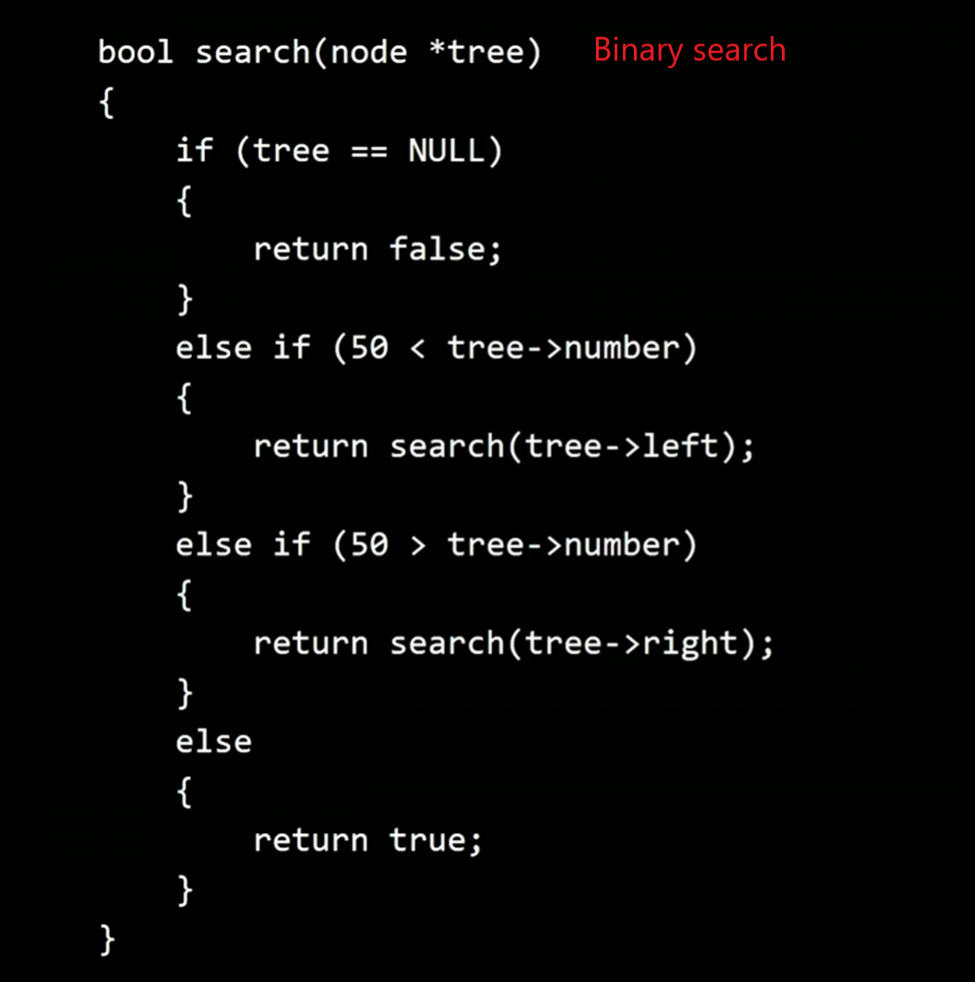 bool search(node *tree) Binary search
{
    if (tree == NULL)
    {
        return false;
    }
    else if (50 < tree->number)
    {
        return search(tree->left);
    }
    else if (50 > tree->number)
    {
        return search(tree->right);
    }
    else
    {
        return true;
    }
}